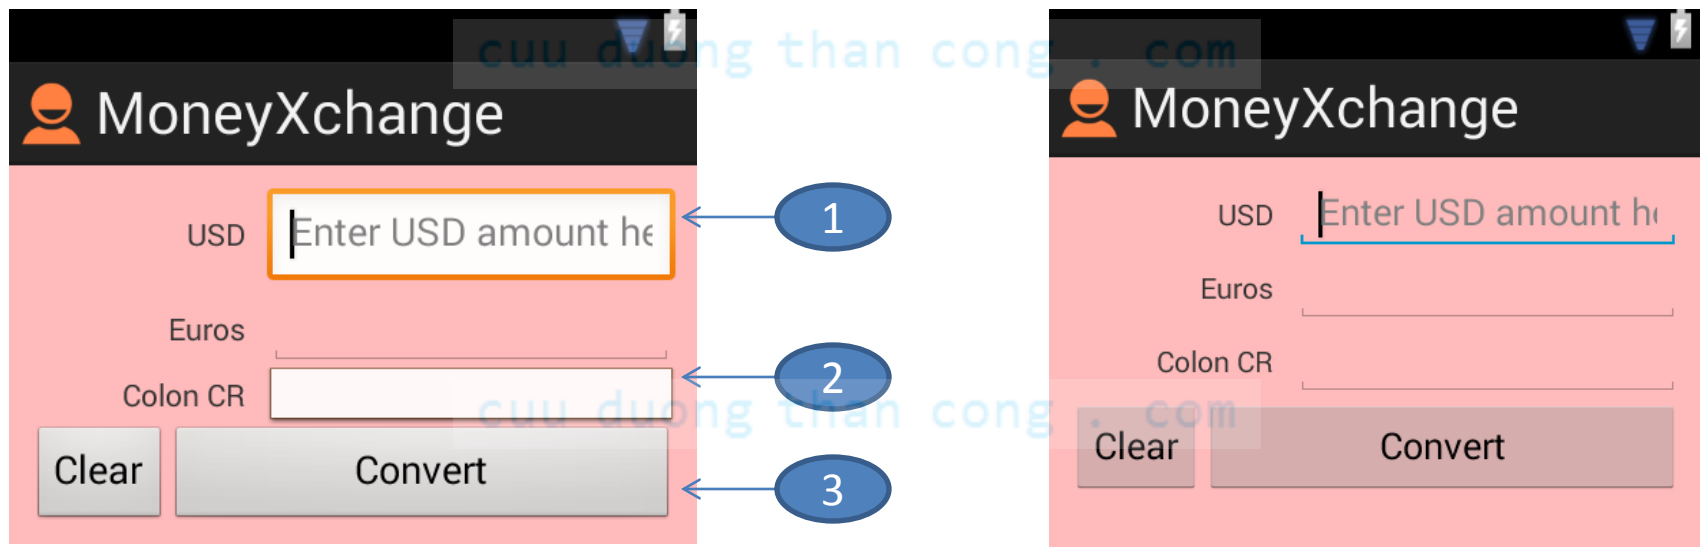 cuu duong than cong . com
MoneyXchange
USD
Enter USD amount he
1
Euros
2
Colon CR
cuu duong than cong . com
Clear
Convert
3
MoneyXchange
USD
Enter USD amount he
Euros
Colon CR
Clear
Convert